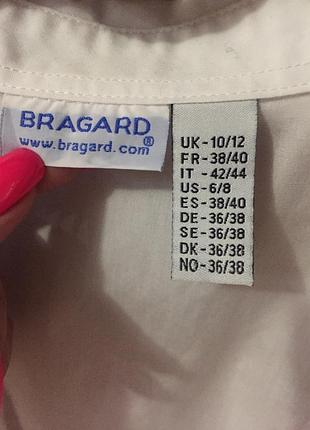 BRAGARD®
www.bragard.com
UK-10/12
FR-38/40
IT-42/44
US-6/8
ES-38/40
DE-36/38
SE-36/38
DK-36/38
NO-36/38